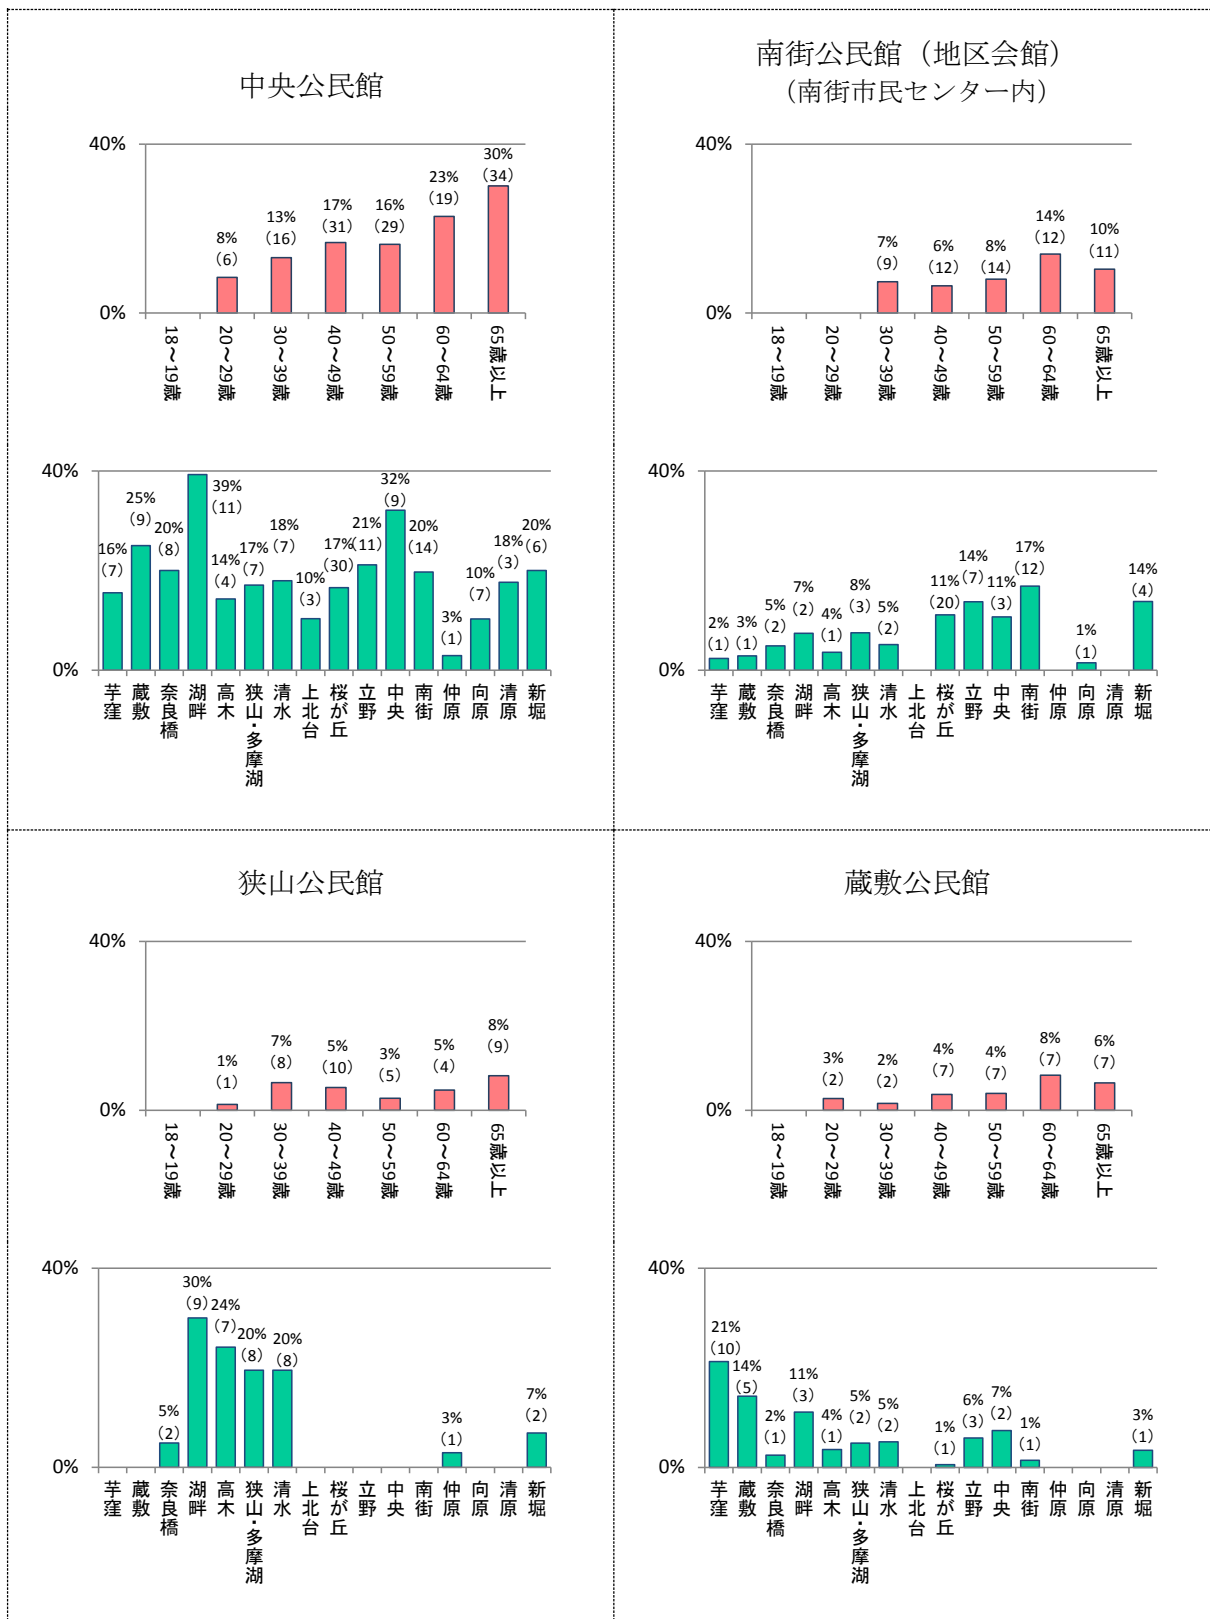 中央公民館
40%
0%
8%
（6）
13%
（16）
17%
（31）
16%
（29）
23%
（19）
30%
（34）
18～19歳
20～29歳
30～39歳
40～49歳
50～59歳
60～64歳
65歳以上
40%
0%
16%
（7）
25%
（9）
20%
（8）
39%
（11）
14%
（4）
17%
（7）
18%
（7）
10%
（3）
17%
（30）
21%
（11）
32%
（9）
20%
（14）
3%
（1）
10%
（7）
18%
（3）
20%
（6）
芋窪
蔵敷
奈良橋
湖畔
高木
狭山・多摩湖
清水
上北台
桜が丘
立野
中央
南街
仲原
向原
清原
新堀
南街公民館（地区会館）
（南街市民センター内）
40%
0%
7%
（9）
6%
（12）
8%
（14）
14%
（12）
10%
（11）
18～19歳
20～29歳
30～39歳
40～49歳
50～59歳
60～64歳
65歳以上
40%
0%
2%
（1）
3%
（1）
5%
（2）
7%
（2）
4%
（1）
8%
（3）
5%
（2）
11%
（20）
14%
（7）
11%
（3）
17%
（12）
1%
（1）
14%
（4）
芋窪
蔵敷
奈良橋
湖畔
高木
狭山・多摩湖
清水
上北台
桜が丘
立野
中央
南街
仲原
向原
清原
新堀
狭山公民館
40%
0%
1%
（1）
7%
（8）
5%
（10）
3%
（5）
5%
（4）
8%
（9）
18～19歳
20～29歳
30～39歳
40～49歳
50～59歳
60～64歳
65歳以上
40%
0%
5%
（2）
30%
（9）
24%
（7）
20%
（8）
20%
（8）
3%
（1）
7%
（2）
芋窪
蔵敷
奈良橋
湖畔
高木
狭山・多摩湖
清水
上北台
桜が丘
立野
中央
南街
仲原
向原
清原
新堀
蔵敷公民館
40%
0%
3%
（2）
2%
（2）
4%
（7）
4%
（7）
8%
（7）
6%
（7）
18～19歳
20～29歳
30～39歳
40～49歳
50～59歳
60～64歳
65歳以上
40%
0%
21%
（10）
14%
（5）
2%
（1）
11%
（3）
4%
（1）
5%
（2）
5%
（2）
1%
（1）
6%
（3）
7%
（2）
1%
（1）
3%
（1）
芋窪
蔵敷
奈良橋
湖畔
高木
狭山・多摩湖
清水
上北台
桜が丘
立野
中央
南街
仲原
向原
清原
新堀